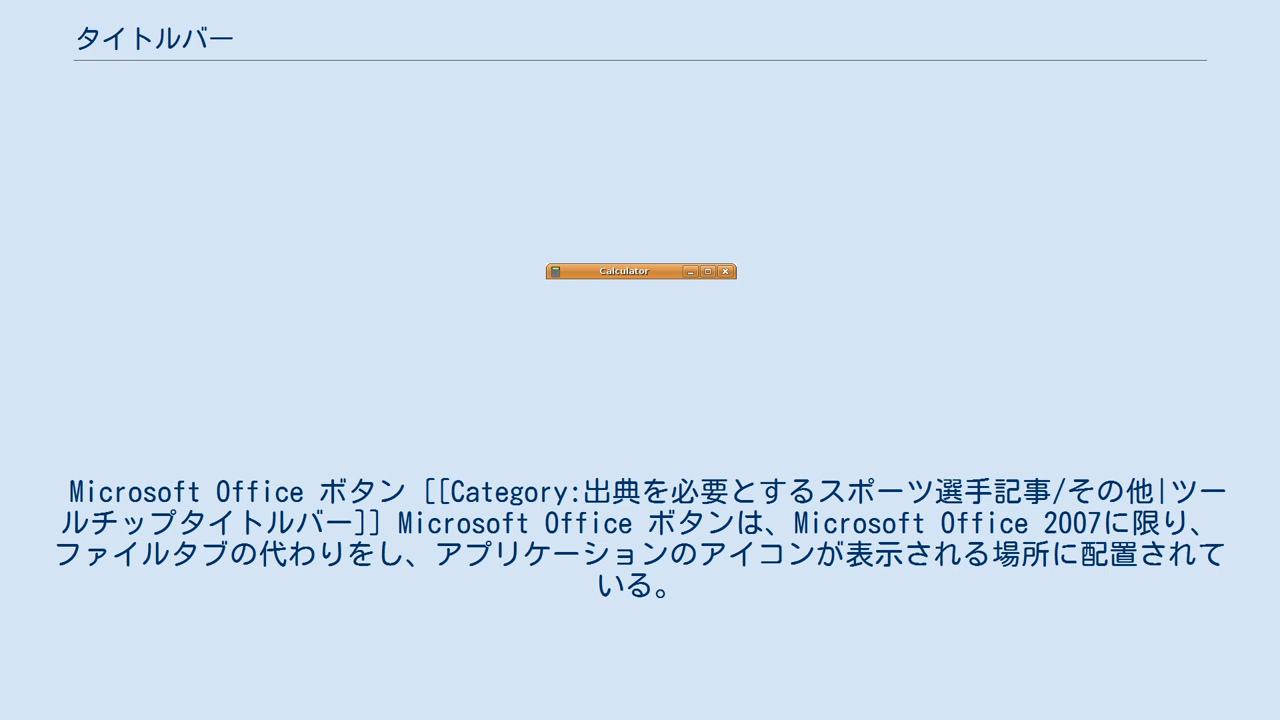 タイトルバー
Calculator
Microsoft Office ボタン [[Category:出典を必要とするスポーツ選手記事/その他|ツー
ルチップタイトルバー]] Microsoft Office ボタンは、Microsoft Office 2007に限り、
ファイルタブの代わりをし、アプリケーションのアイコンが表示される場所に配置されて
いる。